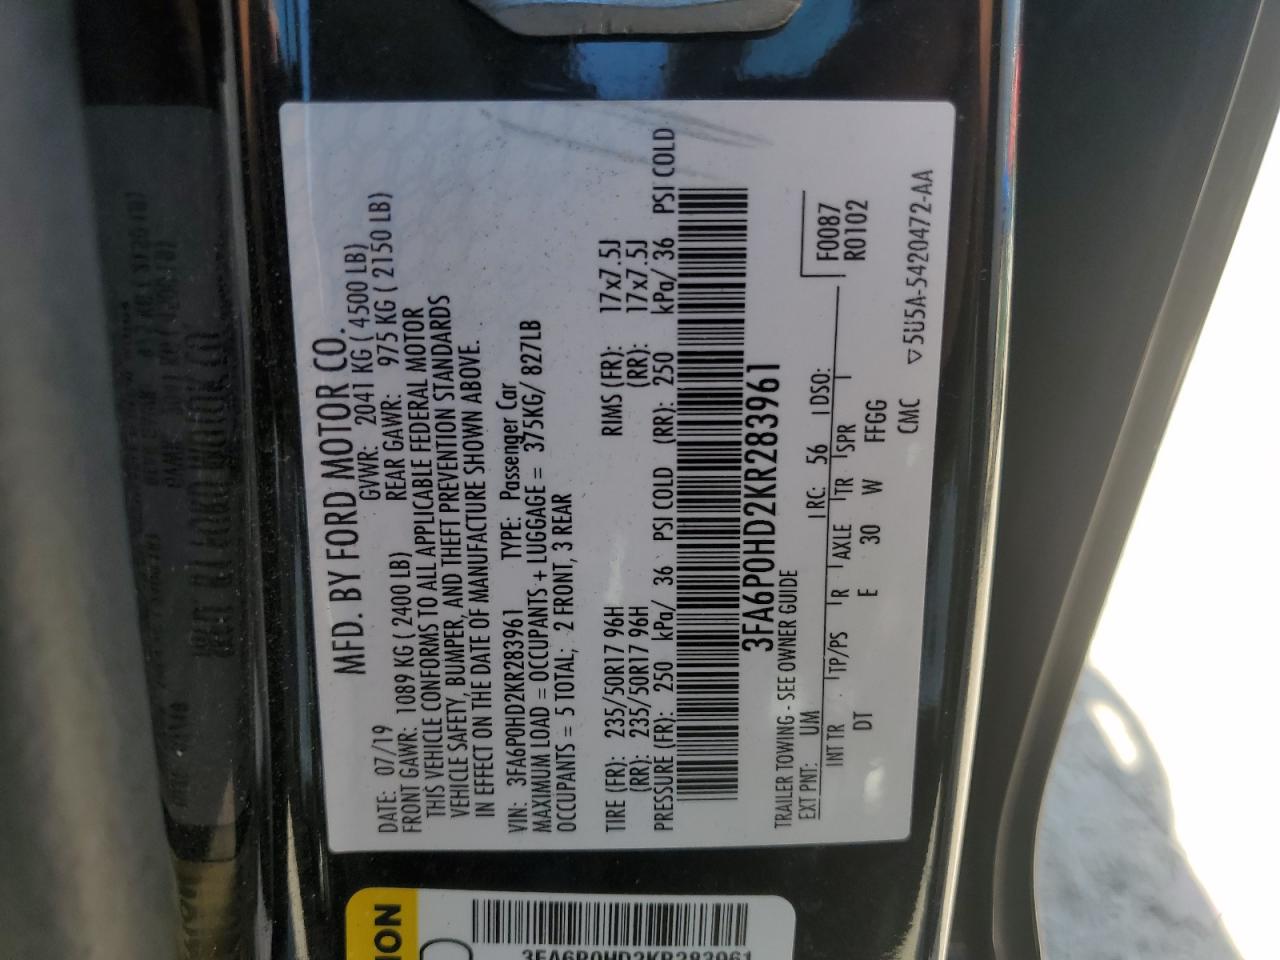 MFD. BY FORD MOTOR CO.
DATE: 07/19 GVWR: 2041 KG ( 4500 LB)
FRONT GAWR: 1089 KG ( 2400 LB) REAR GAWR: 975 KG ( 2150 LB)
THIS VEHICLE CONFORMS TO ALL APPLICABLE FEDERAL MOTOR
VEHICLE SAFETY, BUMPER, AND THEFT PREVENTION STANDARDS
IN EFFECT ON THE DATE OF MANUFACTURE SHOWN ABOVE.
VIN: 3FA6P0HD2KR283961 TYPE: Passenger Car
MAXIMUM LOAD = OCCUPANTS + LUGGAGE = 375KG/ 827LB
OCCUPANTS = 5 TOTAL; 2 FRONT, 3 REAR
TIRE (FR): 235/50R17 96H RIMS (FR): 17x7.5J
(RR): 235/50R17 96H (RR): 17x7.5J
PRESSURE (FR): 250 kPa/ 36 PSI COLD (RR): 250 kPa/ 36 PSI COLD
3FA6P0HD2KR283961
TRAILER TOWING - SEE OWNER GUIDE
EXT PNT: UM RC: 56 DSO: F0087
R0102
INT TR TP/PS R AXLE TR SPR
DT E 30 W FFGG
CMC
5U5A-5420472-AA
3FA6P0HD2KR283961